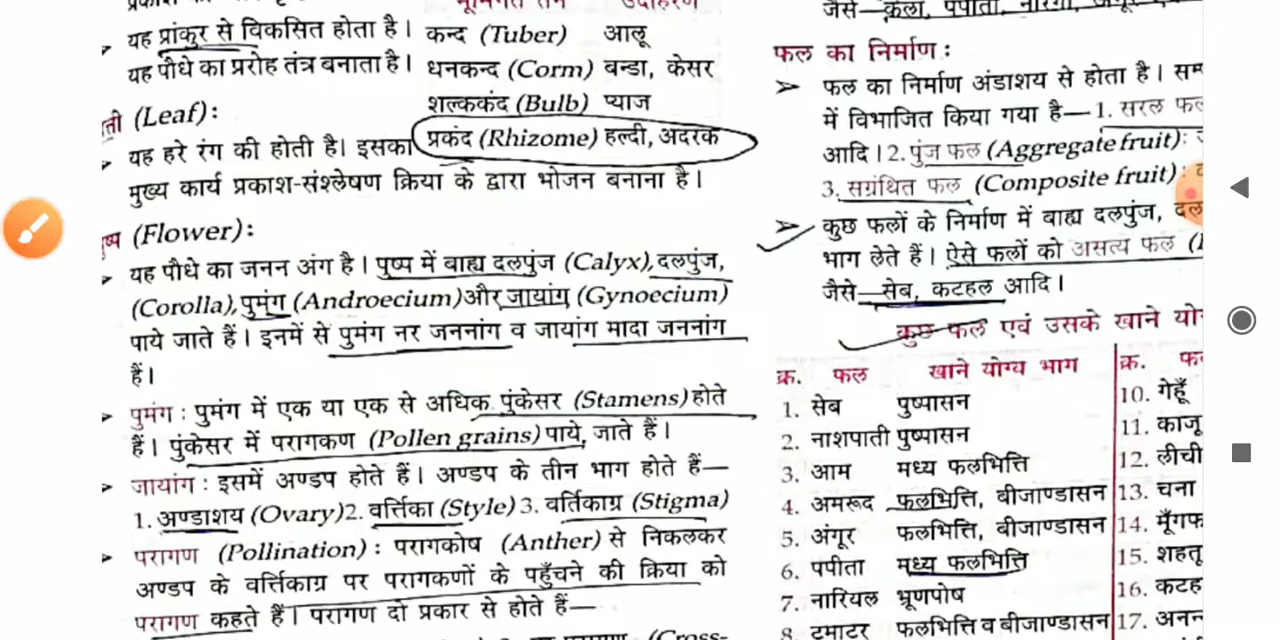 यह प्रांकुर से विकसित होता है।
यह पौधे का प्ररोह तंत्र बनाता है।
(Leaf):
यह हरे रंग की होती है। इसका
मुख्य कार्य प्रकाश-संश्लेषण क्रिया के द्वारा भोजन बनाना है।
कन्द (Tuber) आलू
धनकन्द (Corm) बन्डा, केसर
शल्ककंद (Bulb) प्याज
प्रकंद (Rhizome) हल्दी, अदरक
(Flower):
यह पौधे का जनन अंग है। पुष्प में बाह्य दलपुंज (Calyx), दलपुंज,
(Corolla), पुमंग (Androecium) और जायांग (Gynoecium)
पाये जाते हैं। इनमें से पुमंग नर जननांग व जायांग मादा जननांग
हैं।
पुमंग : पुमंग में एक या एक से अधिक पुंकेसर (Stamens) होते
हैं। पुंकेसर में परागकण (Pollen grains) पाये जाते हैं।
जायांग : इसमें अण्डप होते हैं। अण्डप के तीन भाग होते हैं—
1. अण्डाशय (Ovary) 2. वर्त्तिका (Style) 3. वर्तिकाग्र (Stigma)
परागण (Pollination) : परागकोष (Anther) से निकलकर
अण्डप के वर्त्तिकाग्र पर परागकणों के पहुँचने की क्रिया को
परागण कहते हैं। परागण दो प्रकार से होते हैं—
(Cross-
जैसे—केला, पपीता, नारंगी,
फल का निर्माण :
फल का निर्माण अंडाशय से होता है।
में विभाजित किया गया है—1. सरल
आदि। 2. पुंज फल (Aggregate fruit):
3. सग्रंथित फल (Composite fruit):
कुछ फलों के निर्माण में बाह्य दलपुंज,
भाग लेते हैं। ऐसे फलों को असत्य फल
जैसे—सेब, कटहल आदि।
कुछ फल एवं उसके खाने
क्र. फल खाने योग्य भाग
1. सेब पुष्पासन
2. नाशपाती पुष्पासन
3. आम मध्य फलभित्ति
4. अमरूद फलभित्ति, बीजाण्डासन
5. अंगूर फलभित्ति, बीजाण्डासन
6. पपीता मध्य फलभित्ति
7. नारियल भ्रूणपोष
8. टमाटर फलभित्ति व बीजाण्डासन
क्र.
10. गेहूँ
11. काजू
12. लीची
13. चना
14.
15.
16.
17.